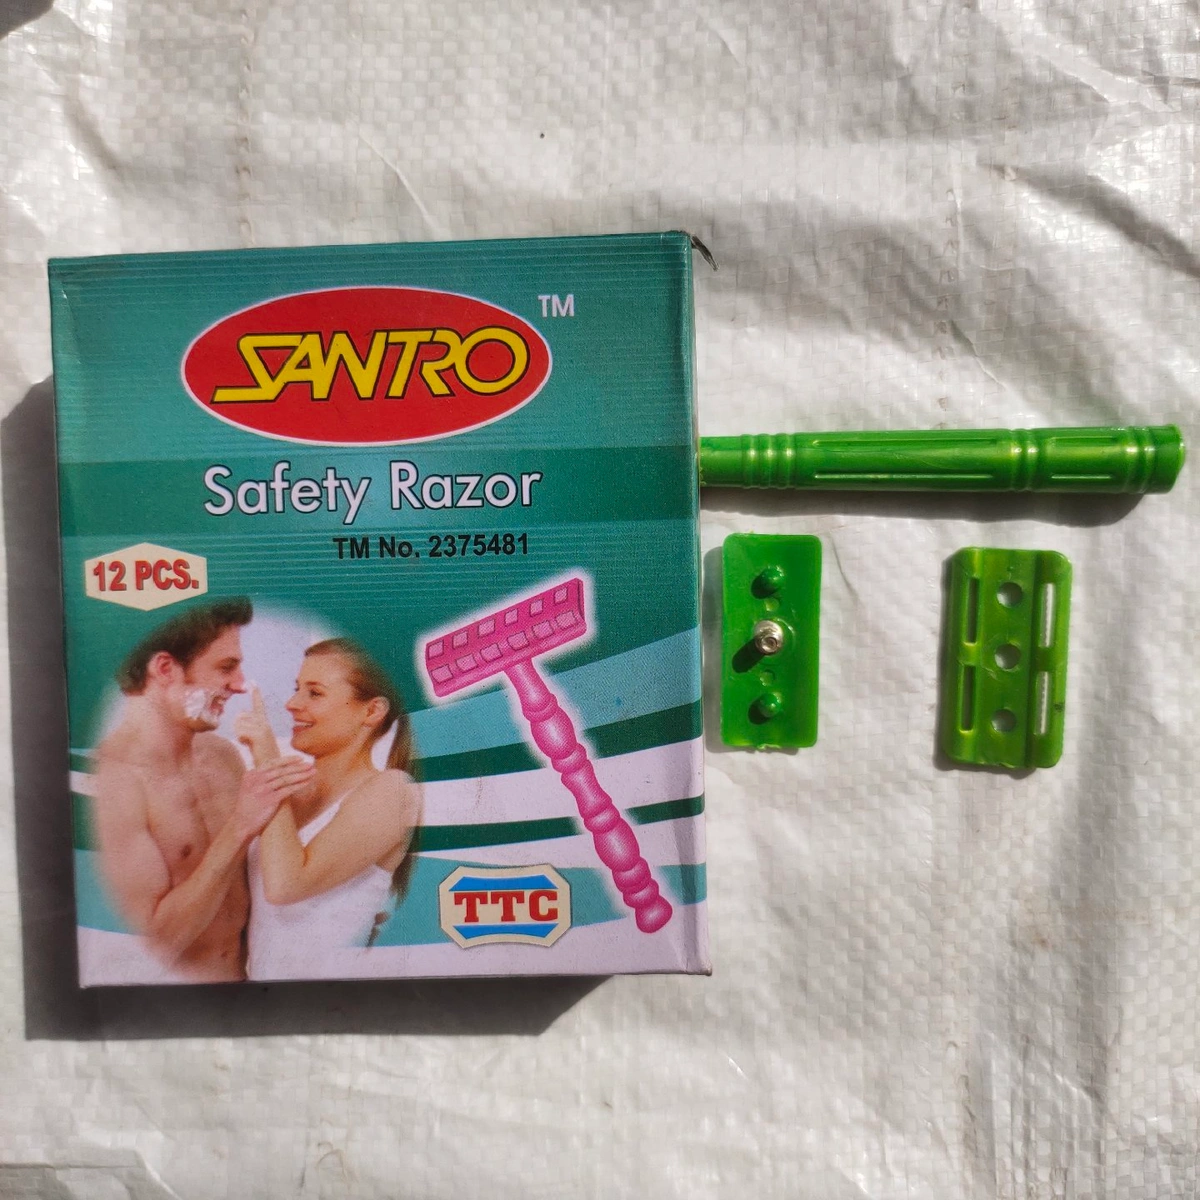 SANTRO
TM
Safety Razor
TM No. 2375481
12 PCS.
TTC